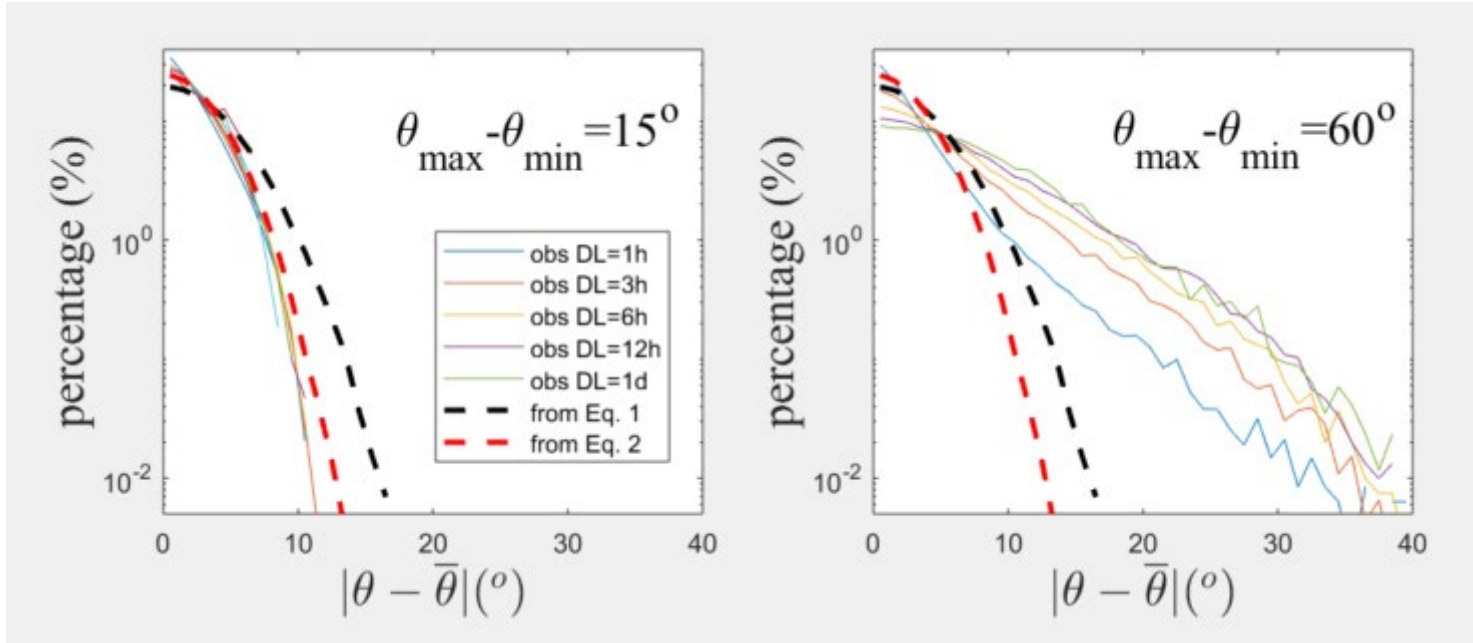 θmax-θmin=15o
percentage (%)
10^0
10^-2
obs DL=1h
obs DL=3h
obs DL=6h
obs DL=12h
obs DL=1d
from Eq. 1
from Eq. 2
0 10 20 30 40
|θ − θ̅|(o)
θmax-θmin=60o
percentage (%)
10^0
10^-2
0 10 20 30 40
|θ − θ̅|(o)